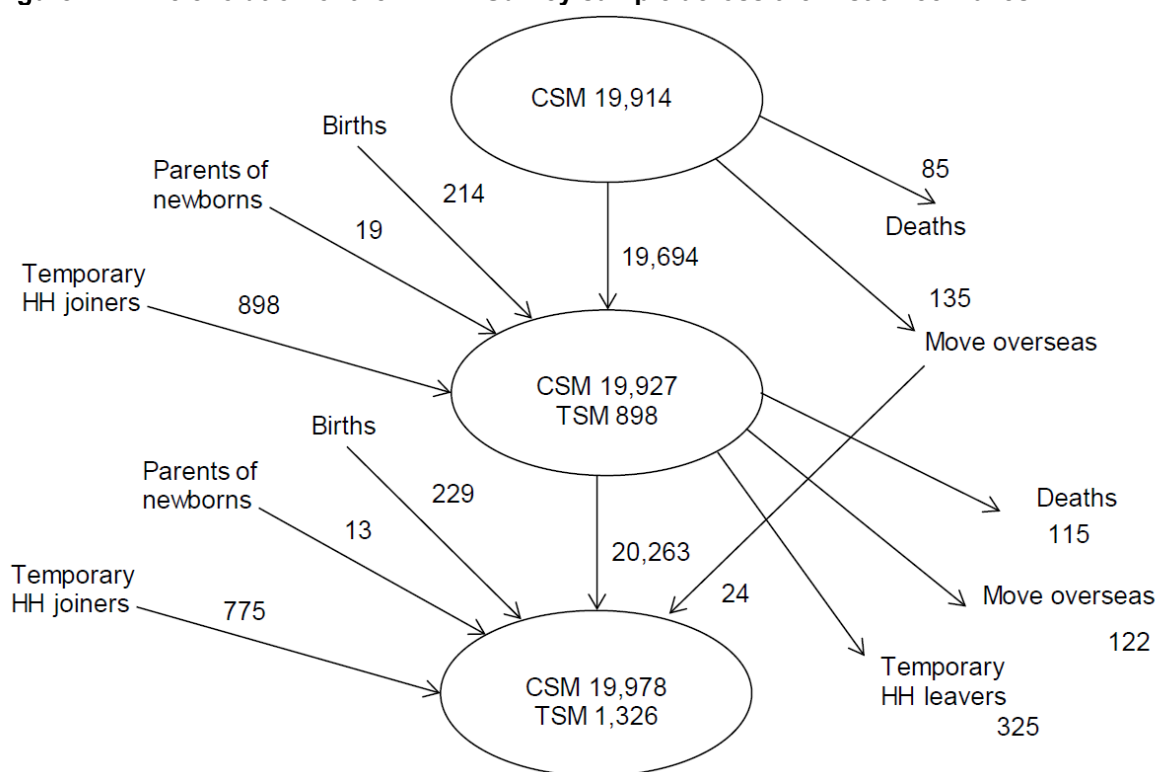 CSM 19,914
Births
85
Parents of
newborns
214
Deaths
19
19,694
Temporary
HH joiners
898
135
Move overseas
CSM 19,927
TSM 898
Births
Parents of
newborns
229
Deaths
115
13
20,263
Temporary
HH joiners
775
24
Move overseas
122
CSM 19,978
TSM 1,326
Temporary
HH leavers
325